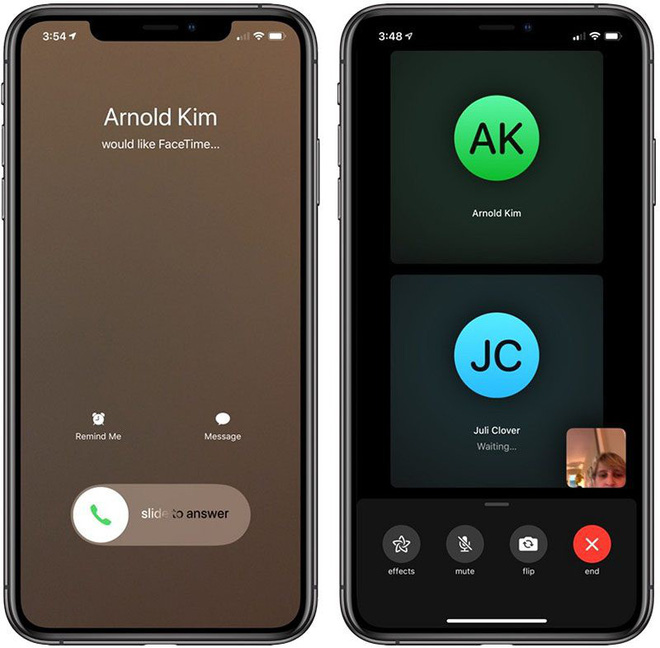 3:54
Arnold Kim
would like FaceTime...
Remind Me
Message
slide to answer
3:48
AK
Arnold Kim
JC
Juli Clover
Waiting...
effects
mute
flip
end